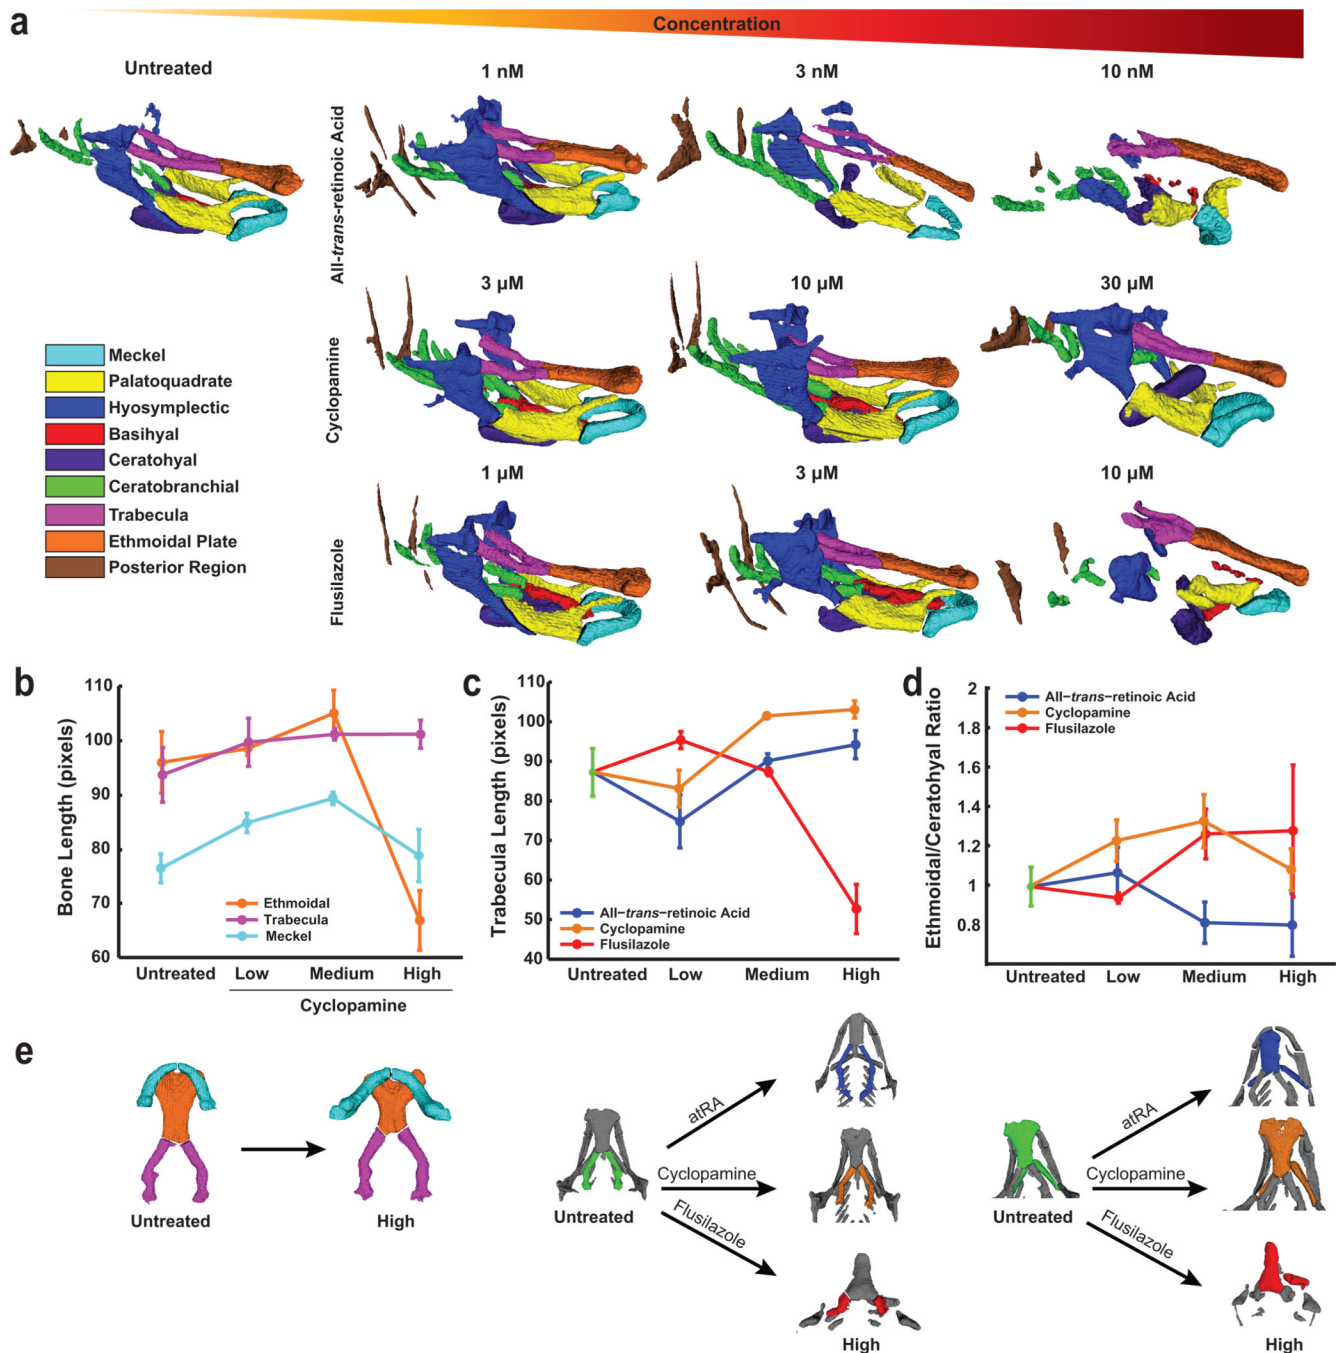 a
Concentration
Untreated
1 nM
3 nM
10 nM
All-trans-retinoic Acid
3 µM
10 µM
30 µM
Cyclopamine
1 µM
3 µM
10 µM
Flusilazole
Meckel
Palatoquadrate
Hyosymplectic
Basihyal
Ceratohyal
Ceratobranchial
Trabecula
Ethmoidal Plate
Posterior Region
b
Bone Length (pixels)
110
100
90
80
70
60
Ethmoidal
Trabecula
Meckel
Untreated Low Medium High
Cyclopamine
c
Trabecula Length (pixels)
110
100
90
80
70
60
50
40
All-trans-retinoic Acid
Cyclopamine
Flusilazole
Untreated Low Medium High
d
Ethmoidal/Ceratohyal Ratio
2
1.8
1.6
1.4
1.2
1
0.8
All-trans-retinoic Acid
Cyclopamine
Flusilazole
Untreated Low Medium High
e
Untreated
High
Untreated
atRA
Cyclopamine
Flusilazole
High
Untreated
atRA
Cyclopamine
Flusilazole
High